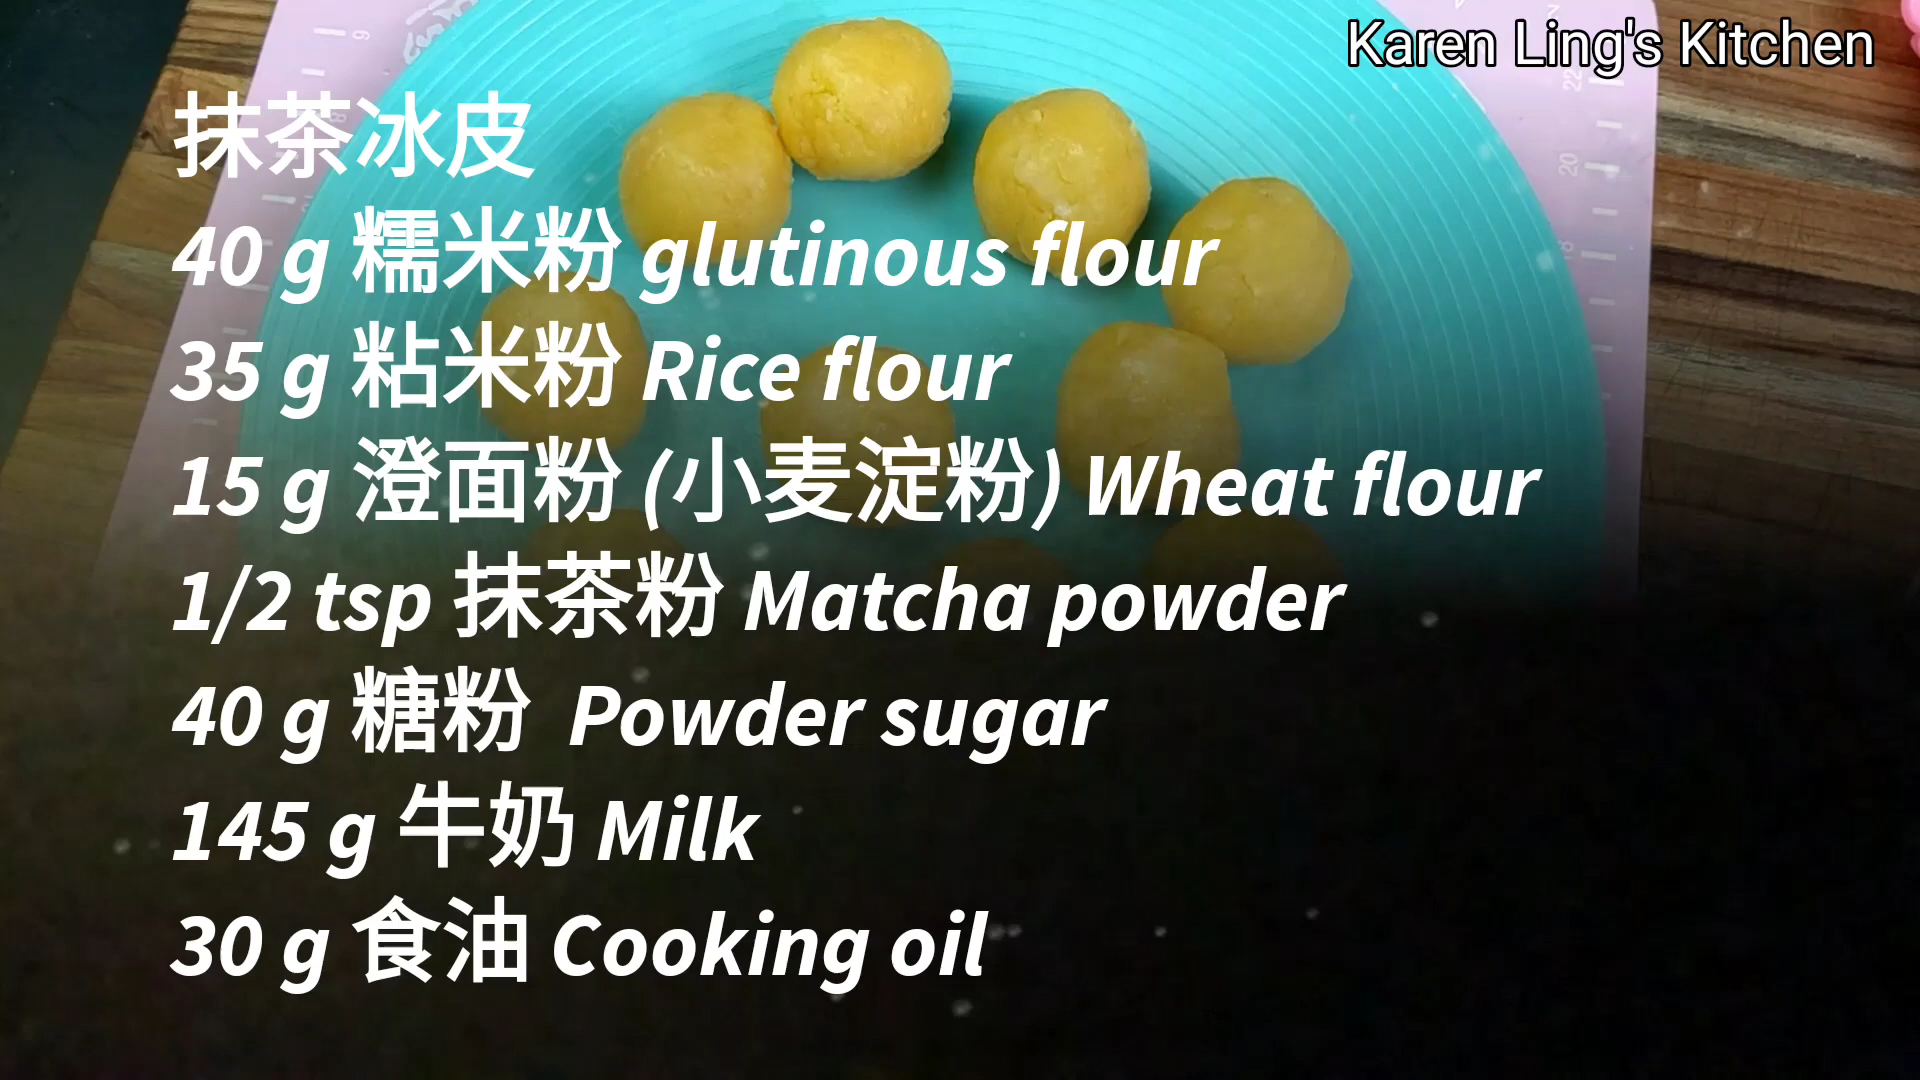 Karen Ling's Kitchen
抹茶冰皮
40 g 糯米粉 glutinous flour
35 g 粘米粉 Rice flour
15 g 澄面粉 (小麦淀粉) Wheat flour
1/2 tsp 抹茶粉 Matcha powder
40 g 糖粉 Powder sugar
145 g 牛奶 Milk
30 g 食油 Cooking oil